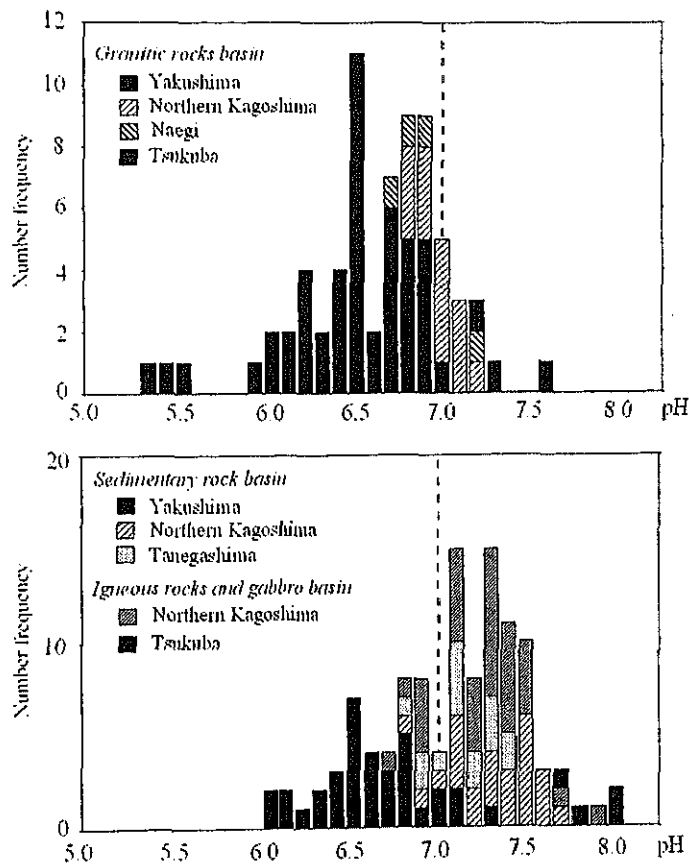 12
10
8
6
4
2
0
Number frequency
Granitic rocks basin
Yakushima
Northern Kagoshima
Naegi
Tsukuba
5.0 5.5 6.0 6.5 7.0 7.5 8.0 pH
20
10
0
Number frequency
Sedimentary rock basin
Yakushima
Northern Kagoshima
Tanegashima
Igneous rocks and gabbro basin
Northern Kagoshima
Tsukuba
5.0 5.5 6.0 6.5 7.0 7.5 8.0 pH